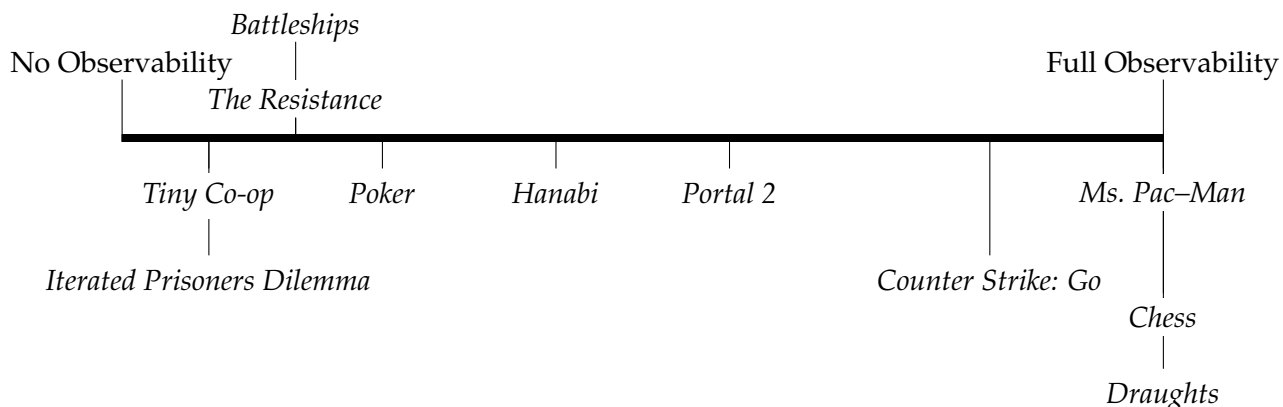 Battleships
No Observability
Full Observability
The Resistance
Tiny Co-op
Poker
Hanabi
Portal 2
Ms. Pac–Man
Iterated Prisoners Dilemma
Counter Strike: Go
Chess
Draughts